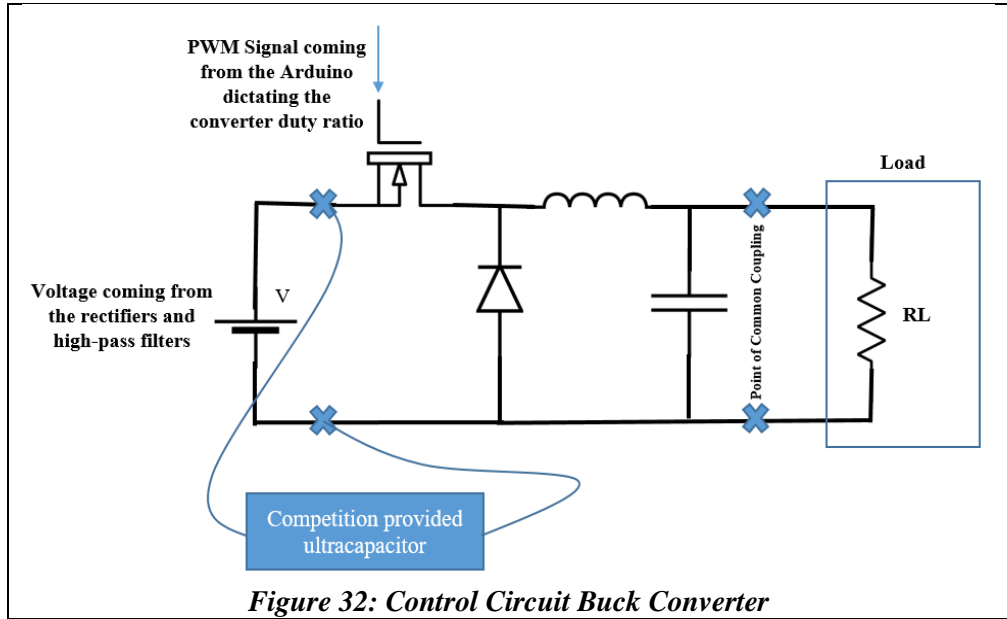 PWM Signal coming
from the Arduino
dictating the
converter duty ratio
Load
Voltage coming from
the rectifiers and
high-pass filters
V
Point of Common Coupling
RL
Competition provided
ultracapacitor
Figure 32: Control Circuit Buck Converter